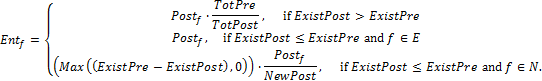 Ent_f = { Post_f · TotPre / TotPost, if ExistPost > ExistPre
Post_f, if ExistPost ≤ ExistPre and f ∈ E
(Max((ExistPre − ExistPost), 0)) · Post_f / NewPost, if ExistPost ≤ ExistPre and f ∈ N.